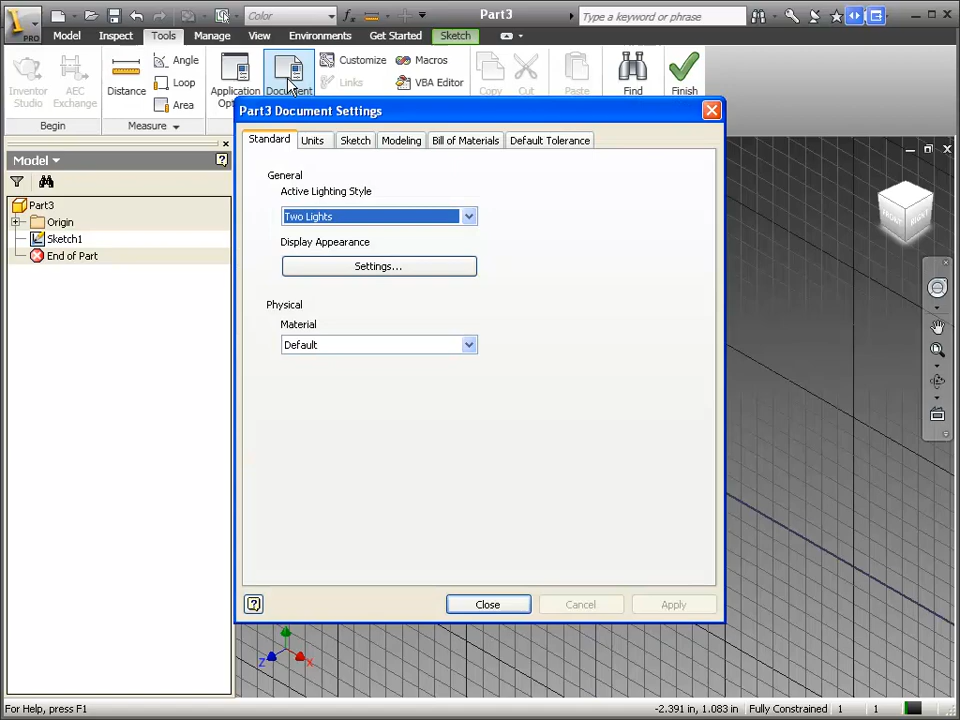 Color
Part3
Type a keyword or phrase
PRO
Model Inspect Tools Manage View Environments Get Started Sketch
Inventor Studio
AEC Exchange
Distance
Angle
Loop
Area
Application
Document
Customize
Links
Macros
VBA Editor
Copy
Cut
Paste
Find
Finish
Begin
Measure
Part3 Document Settings
Standard Units Sketch Modeling Bill of Materials Default Tolerance
General
Active Lighting Style
Two Lights
Display Appearance
Settings...
Physical
Material
Default
Close Cancel Apply
Model
Part3
Origin
Sketch1
End of Part
FRONT
RIGHT
Z
X
For Help, press F1
-2.391 in, 1.083 in Fully Constrained 1 1